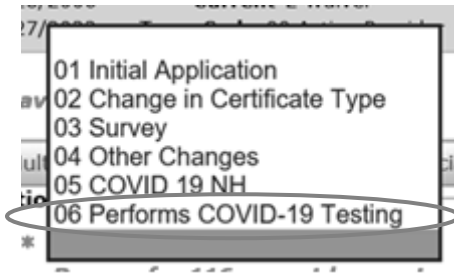 01 Initial Application
02 Change in Certificate Type
03 Survey
04 Other Changes
05 COVID 19 NH
06 Performs COVID-19 Testing
*